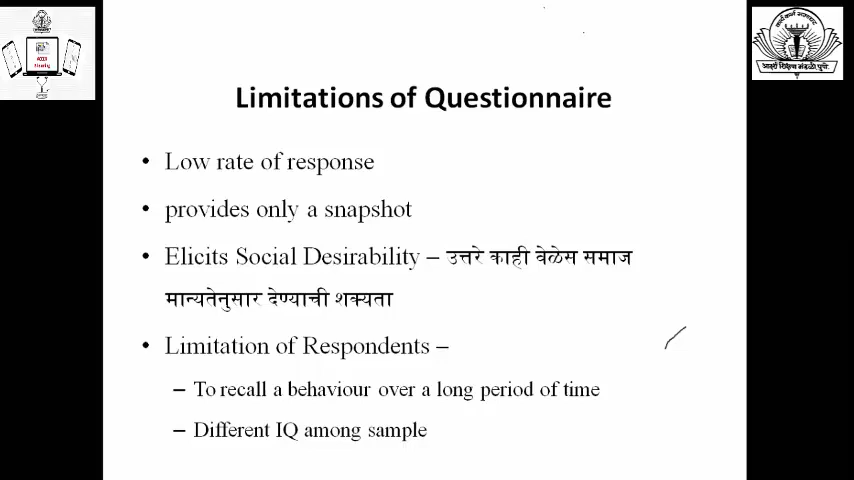 Limitations of Questionnaire
• Low rate of response
• provides only a snapshot
• Elicits Social Desirability – उत्तरे काही वेळेस समाज
मान्यतेनुसार देण्याची शक्यता
• Limitation of Respondents –
– To recall a behaviour over a long period of time
– Different IQ among sample